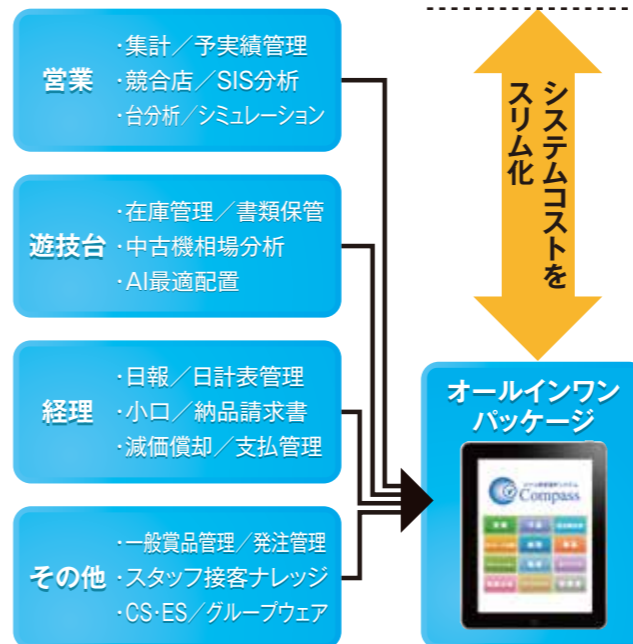 営業
・集計／予実績管理
・競合店／SIS分析
・台分析／シミュレーション
遊技台
・在庫管理／書類保管
・中古機相場分析
・AI最適配置
経理
・日報／日計表管理
・小口／納品請求書
・減価償却／支払管理
その他
・一般賞品管理／発注管理
・スタッフ接客ナレッジ
・CS・ES／グループウェア
システムコストを
スリム化
オールインワン
パッケージ
Compass